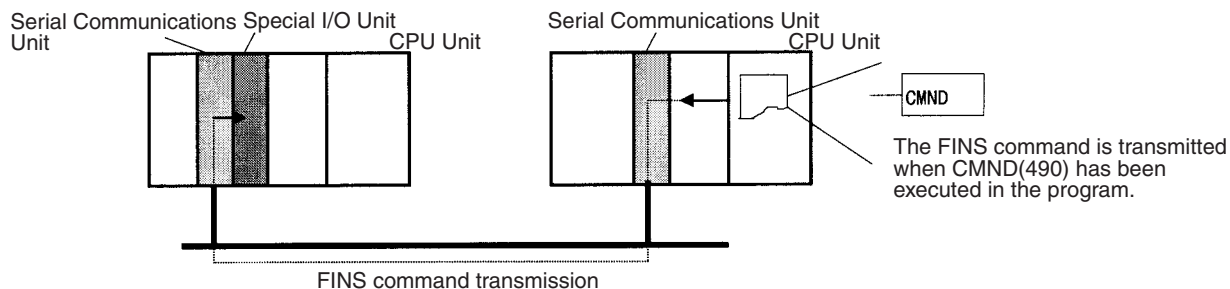 Serial Communications Unit
Special I/O Unit
CPU Unit
Serial Communications Unit
CPU Unit
CMND
The FINS command is transmitted
when CMND(490) has been
executed in the program.
FINS command transmission